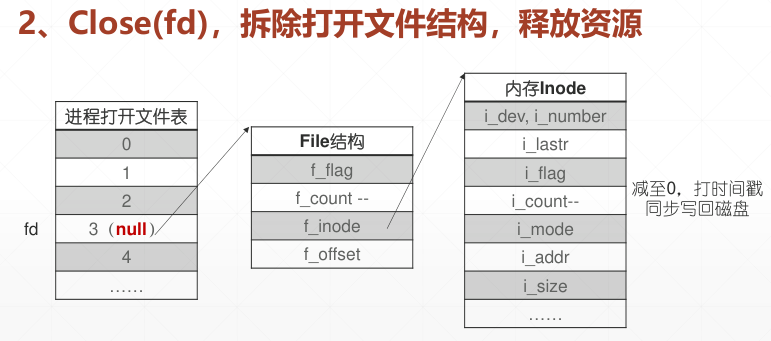 2、Close(fd)，拆除打开文件结构，释放资源
进程打开文件表
0
1
2
fd
3（null）
4
……
File结构
f_flag
f_count --
f_inode
f_offset
内存Inode
i_dev, i_number
i_lastr
i_flag
i_count--
i_mode
i_addr
i_size
……
减至0，打时间戳
同步写回磁盘